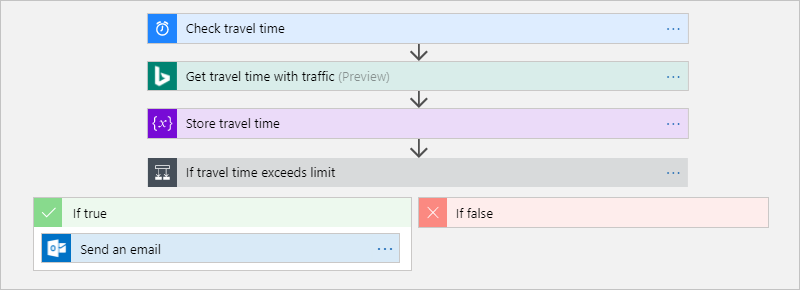 Check travel time
Get travel time with traffic (Preview)
{x} Store travel time
If travel time exceeds limit
If true
If false
Send an email